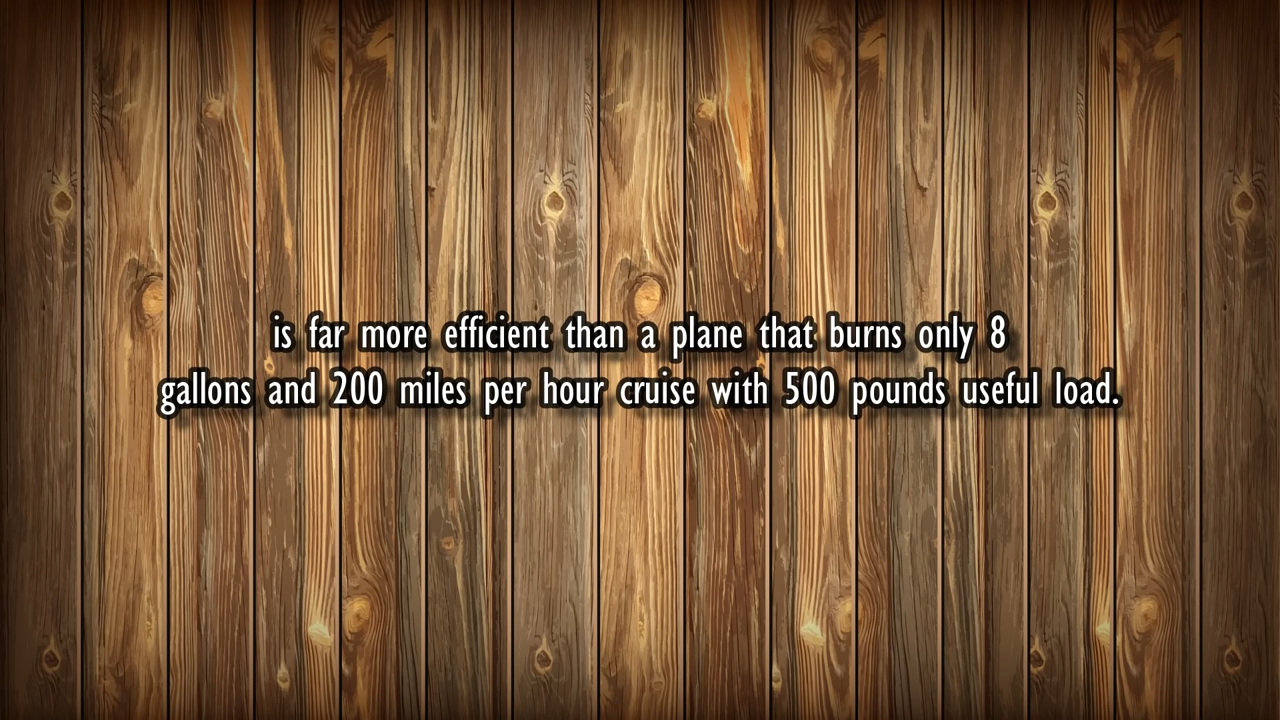 is far more efficient than a plane that burns only 8
gallons and 200 miles per hour cruise with 500 pounds useful load.